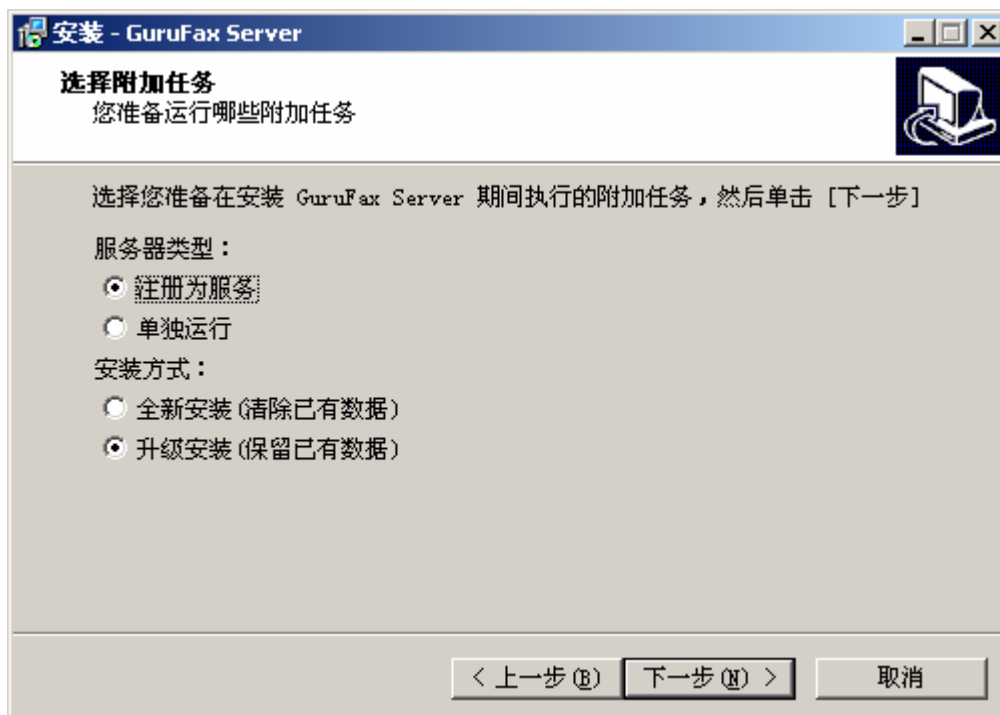 安装 - GuruFax Server
选择附加任务
您准备运行哪些附加任务
选择您准备在安装 GuruFax Server 期间执行的附加任务，然后单击 [下一步]
服务器类型：
注册为服务
单独运行
安装方式：
全新安装(清除已有数据)
升级安装(保留已有数据)
< 上一步(B) 下一步(N) > 取消